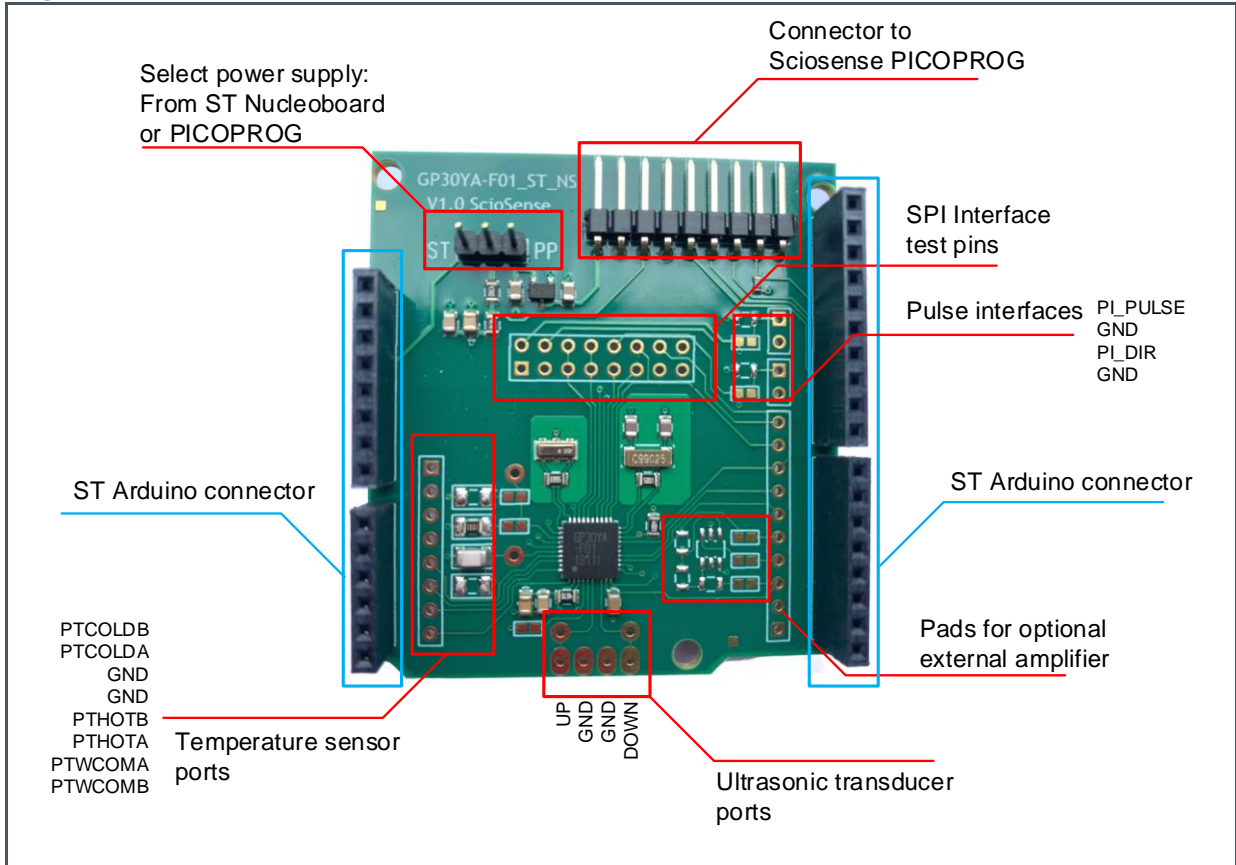 Connector to
Sciosense PICOPROG
Select power supply:
From ST Nucleoboard
or PICOPROG
GP30YA-F01_ST_NS
V1.0 ScioSense
ST
PP
SPI Interface
test pins
Pulse interfaces
PI_PULSE
GND
PI_DIR
GND
ST Arduino connector
C99025
ST Arduino connector
GP30YA
-F01
PTCOLDB
PTCOLDA
GND
GND
PTHOTB
PTHOTA
PTWCOMA
PTWCOMB
Temperature sensor
ports
UP
GND
GND
DOWN
Pads for optional
external amplifier
Ultrasonic transducer
ports